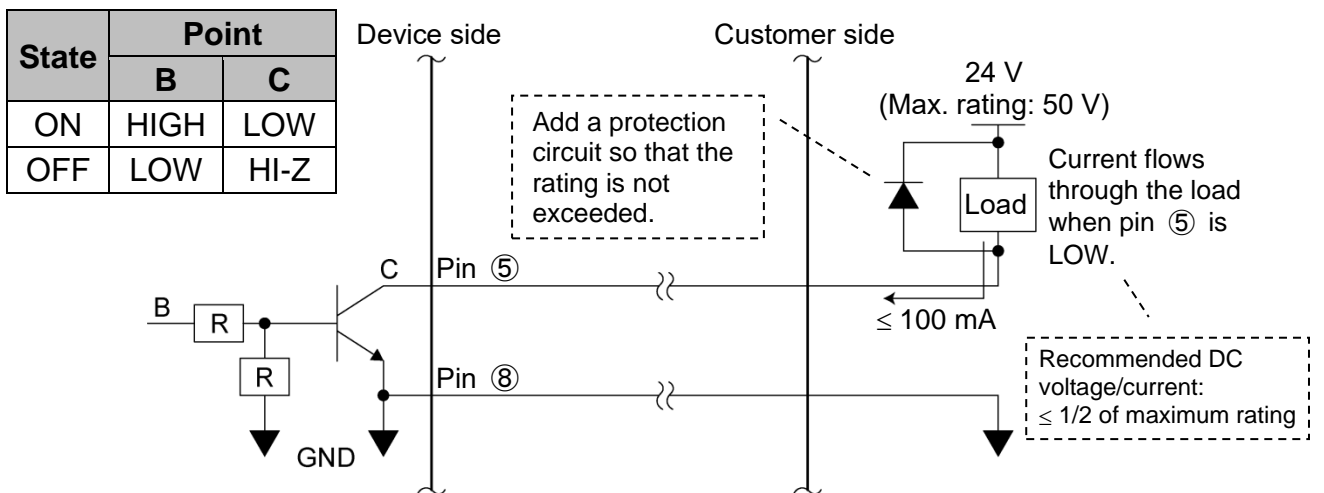 State
Point
B C
ON HIGH LOW
OFF LOW HI-Z
Device side
Customer side
24 V
(Max. rating: 50 V)
Add a protection
circuit so that the
rating is not
exceeded.
Load
Current flows
through the load
when pin ⑤ is
LOW.
C
Pin ⑤
B
R
≤ 100 mA
R
Pin ⑧
GND
Recommended DC
voltage/current:
≤ 1/2 of maximum rating